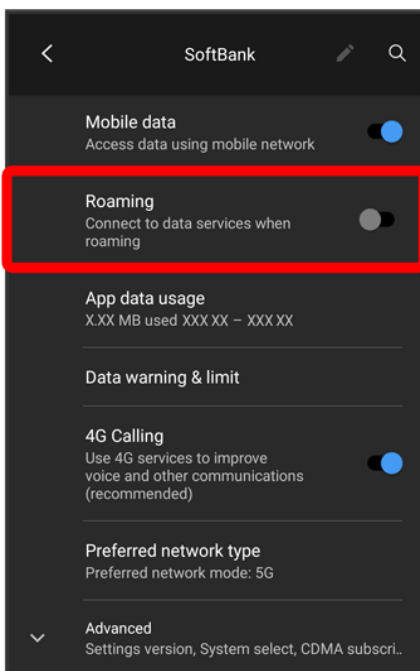 SoftBank
Mobile data
Access data using mobile network
Roaming
Connect to data services when
roaming
App data usage
X.XX MB used XXX XX – XXX XX
Data warning & limit
4G Calling
Use 4G services to improve
voice and other communications
(recommended)
Preferred network type
Preferred network mode: 5G
Advanced
Settings version, System select, CDMA subscri..